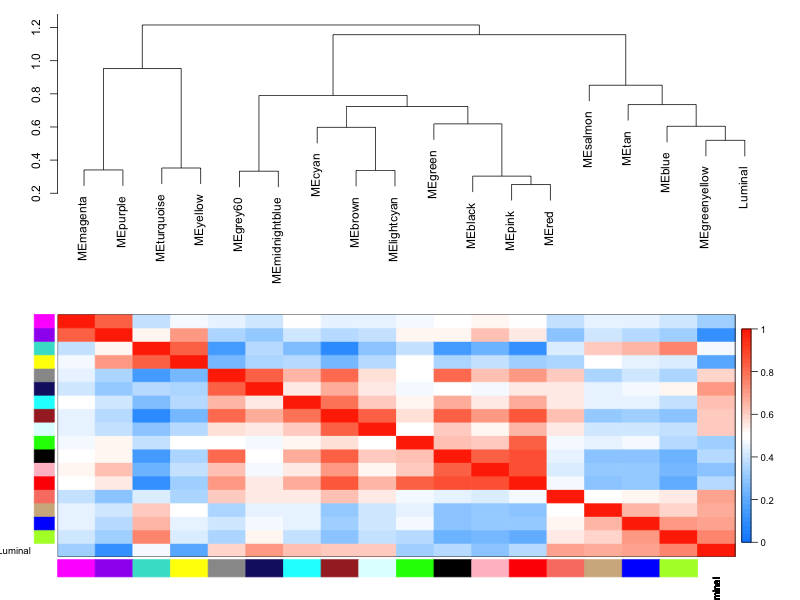 1.2
1.0
0.8
0.6
0.4
0.2
MEmagenta
MEpurple
MEturquoise
MEyellow
MEgrey60
MEmidnightblue
MEcyan
MEbrown
MElightcyan
MEgreen
MEblack
MEpink
MEred
MEsalmon
MEtan
MEblue
MEgreenyellow
Luminal
1
0.8
0.6
0.4
0.2
0
Luminal
minal